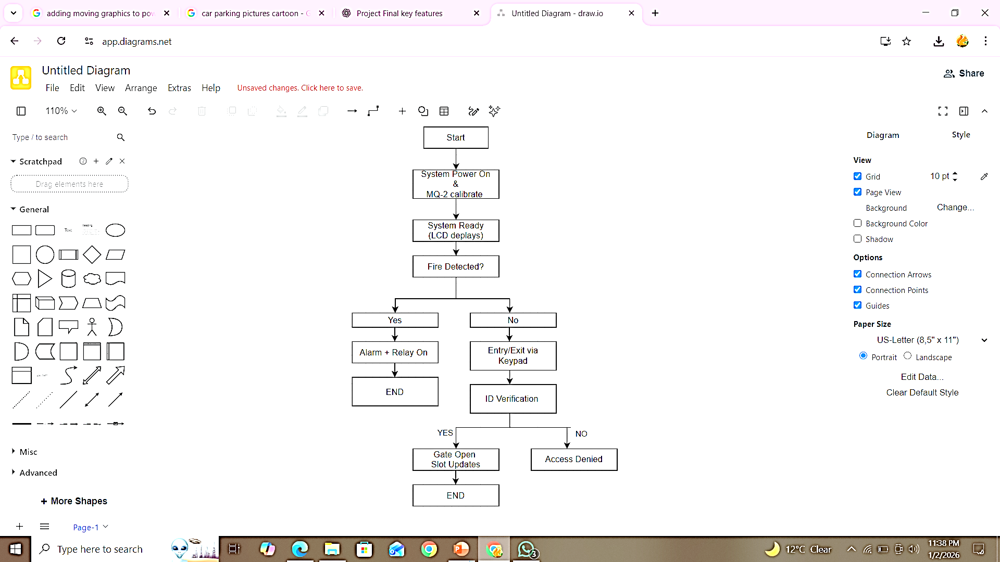 adding moving graphics to pow
car parking pictures cartoon - G
Project Final key features
Untitled Diagram - draw.io
app.diagrams.net
Untitled Diagram
Share
File Edit View Arrange Extras Help Unsaved changes. Click here to save.
110%
Type / to search
Scratchpad
Drag elements here
General
Text
Heading
Misc
Advanced
+ More Shapes
Page-1
Start
System Power On
&
MQ-2 calibrate
System Ready
(LCD deplays)
Fire Detected?
Yes
No
Alarm + Relay On
Entry/Exit via
Keypad
END
ID Verification
YES
NO
Gate Open
Slot Updates
Access Denied
END
Diagram
Style
View
Grid
10 pt
Page View
Background
Change...
Background Color
Shadow
Options
Connection Arrows
Connection Points
Guides
Paper Size
US-Letter (8,5" x 11")
Portrait
Landscape
Edit Data...
Clear Default Style
Type here to search
3
12°C Clear
11:38 PM
1/2/2026